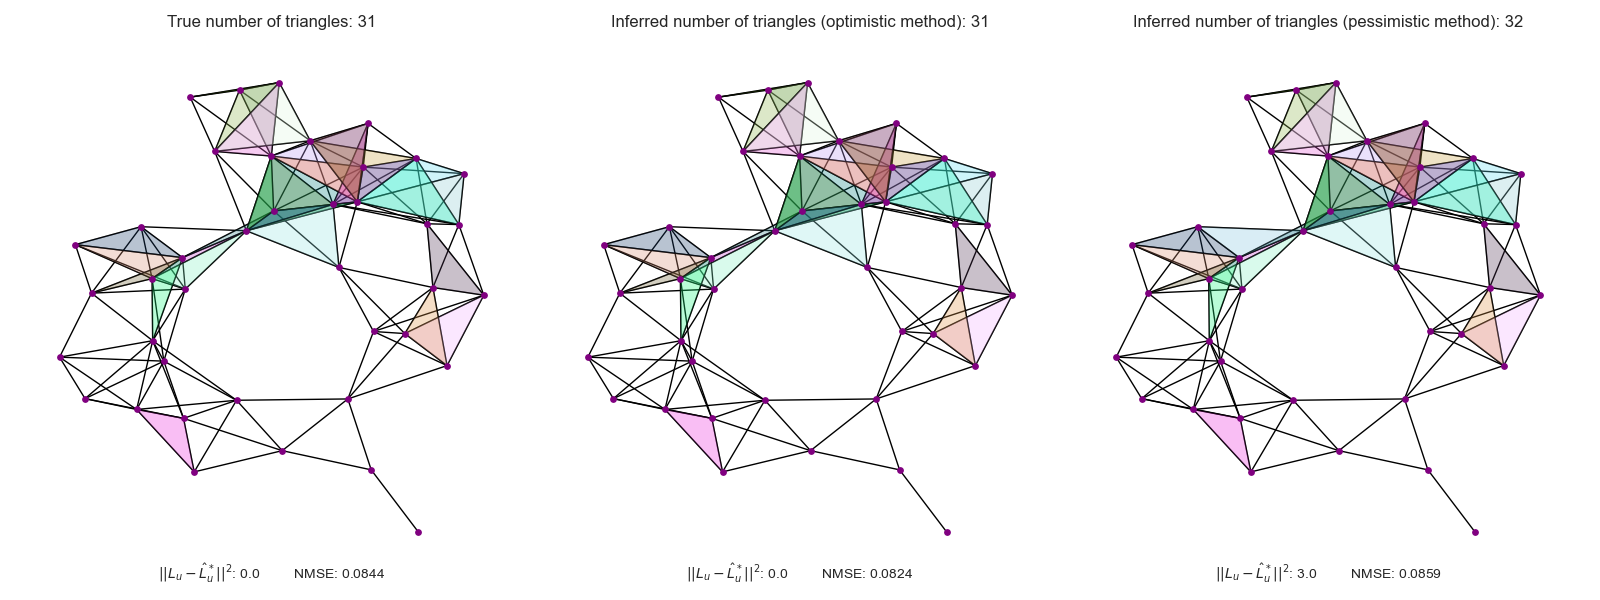 True number of triangles: 31
Inferred number of triangles (optimistic method): 31
Inferred number of triangles (pessimistic method): 32
$||L_u - \hat{L}_u^*||^2$: 0.0 NMSE: 0.0844
$||L_u - \hat{L}_u^*||^2$: 0.0 NMSE: 0.0824
$||L_u - \hat{L}_u^*||^2$: 3.0 NMSE: 0.0859